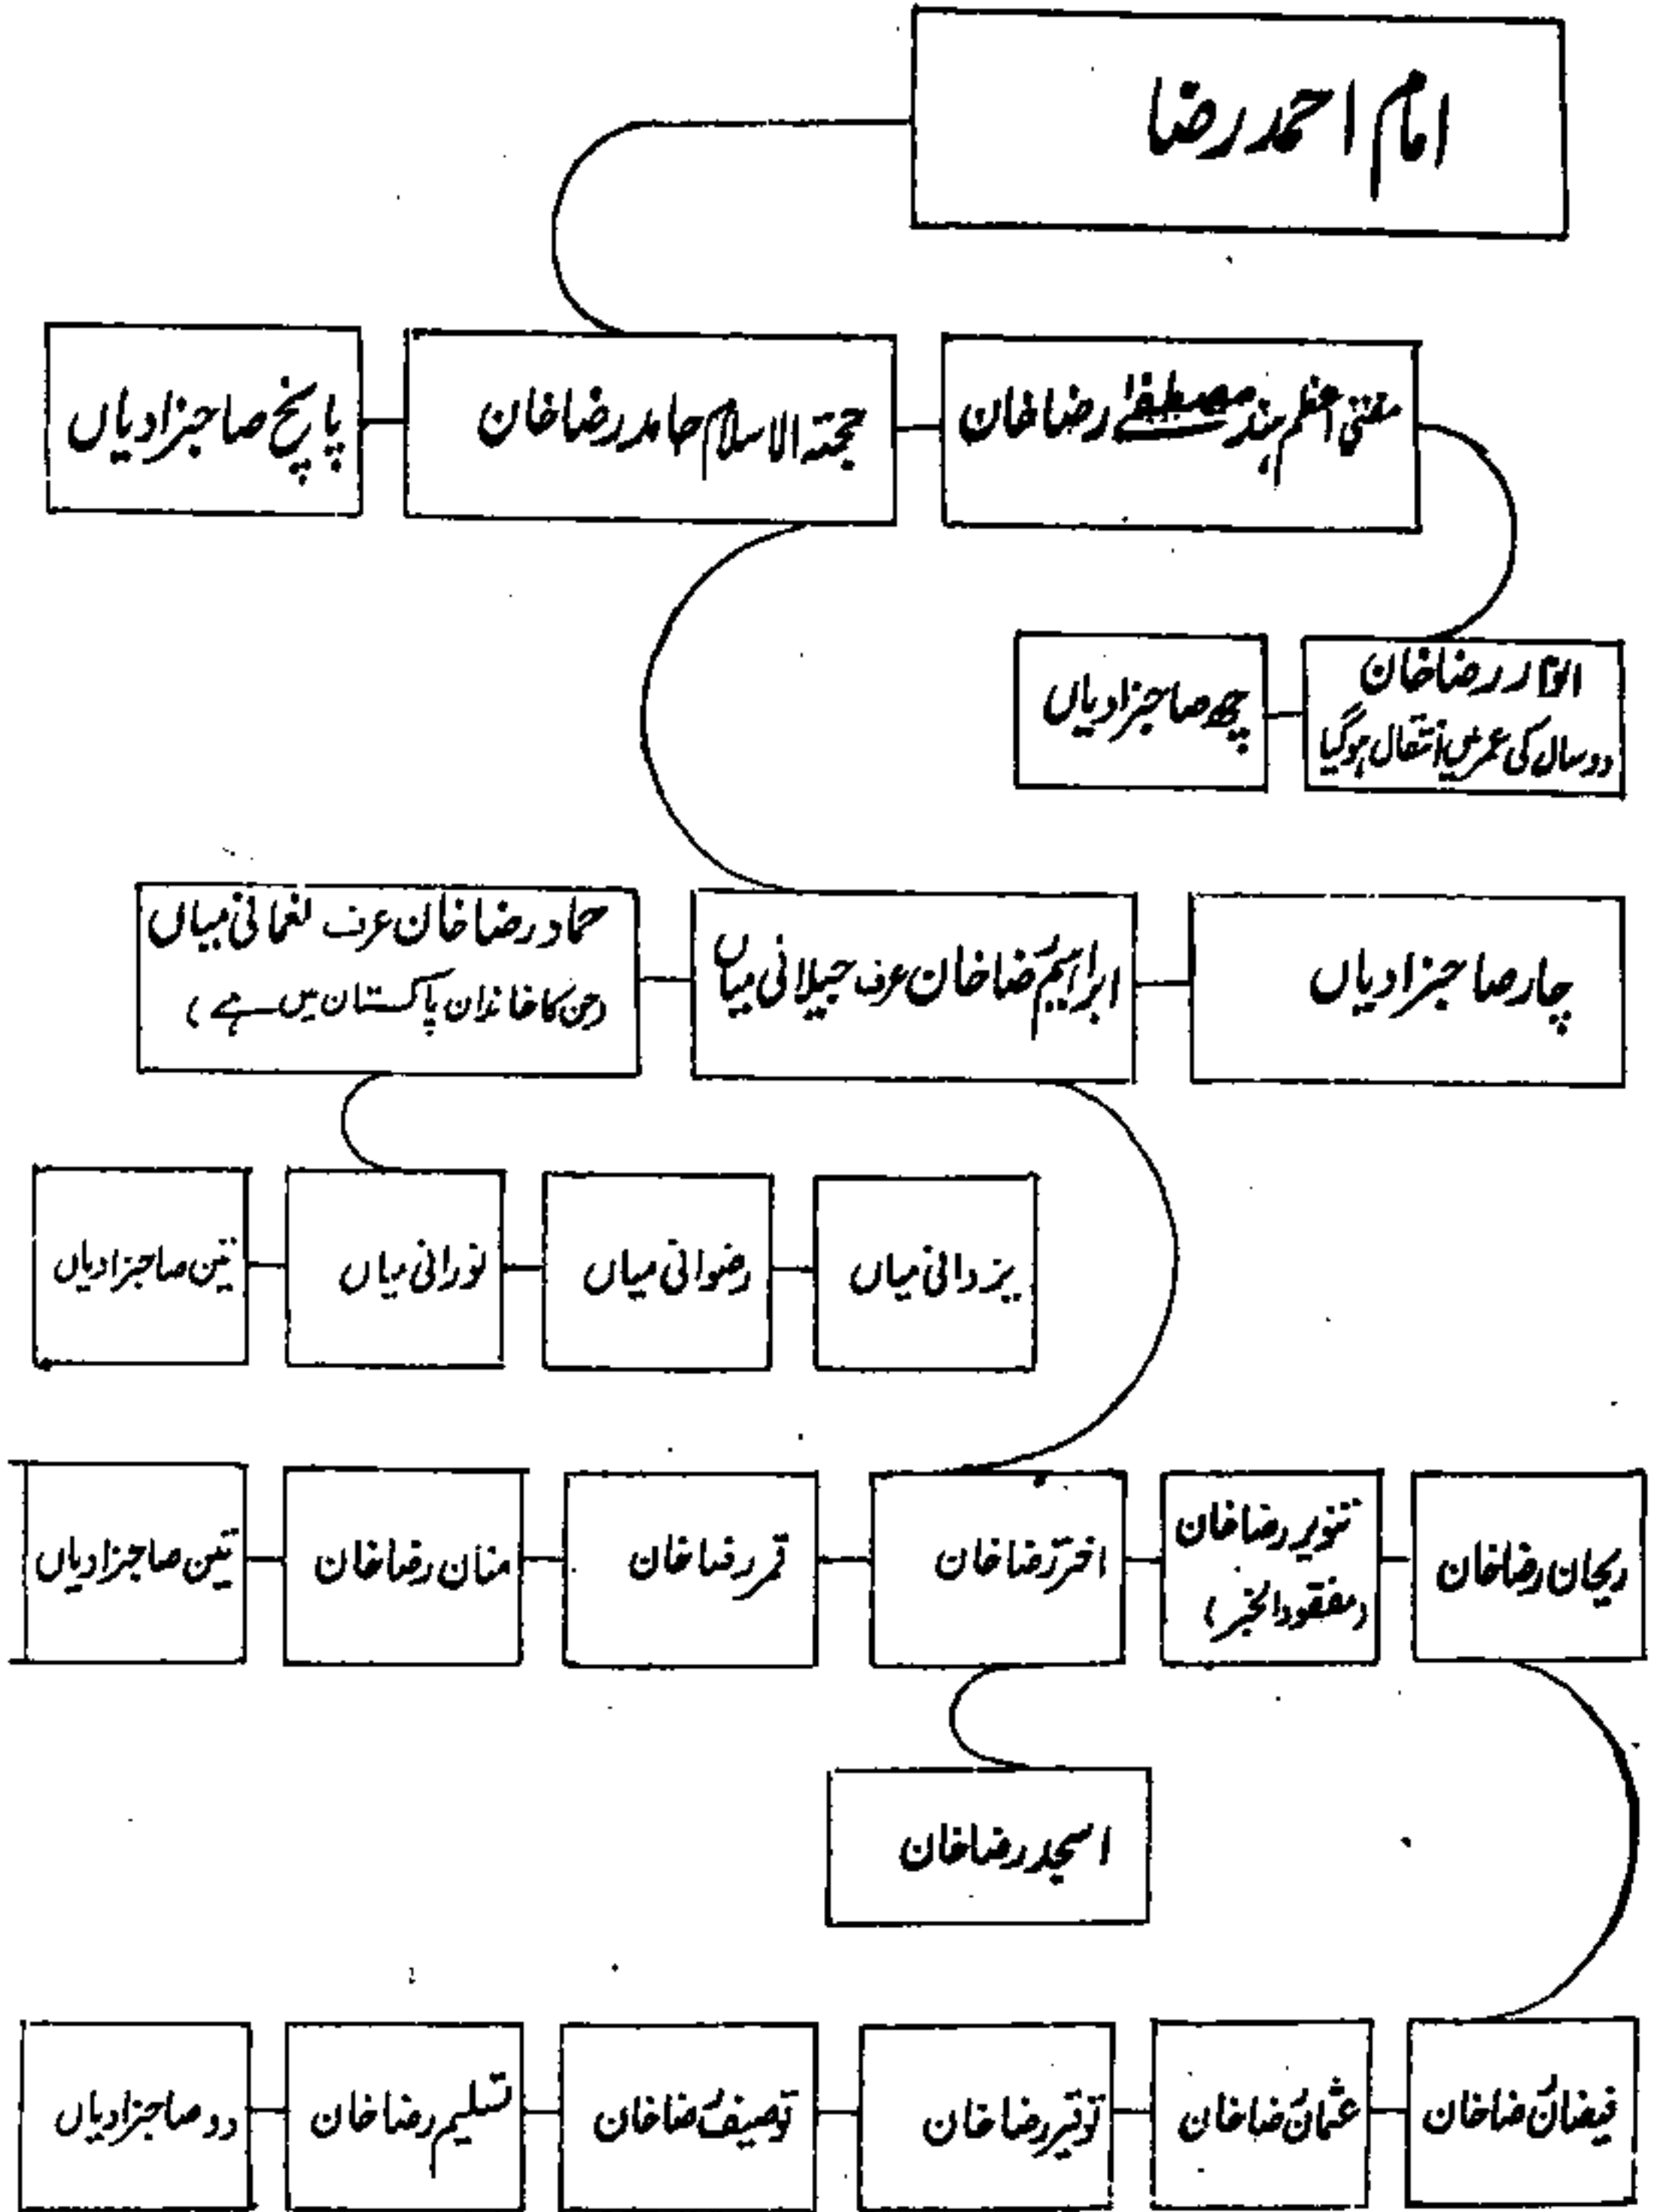 امام احمد رضا
مفتی اعظم ہند مصطفےٰ رضا خان
حجتہ الاسلام حامد رضا خان
پانچ صاحبزادیاں
انوار رضا خان
دو سال کی عمر میں انتقال ہوگیا
چھ صاحبزادیاں
چار صاحبزادیاں
ابراہیم رضا خان عرف جیلانی میاں
حماد رضا خان عرف نعمانی میاں
(جن کا خاندان پاکستان میں ہے)
یزدانی میاں
رضوانی میاں
نورانی میاں
تین صاحبزادیاں
ریحان رضا خان
تنویر رضا خان
(مفقود الخبر)
اختر رضا خان
قمر رضا خان
منان رضا خان
تین صاحبزادیاں
اسجد رضا خان
فیضان رضا خان
عثمان رضا خان
توقیر رضا خان
توصیف رضا خان
تسلیم رضا خان
دو صاحبزادیاں